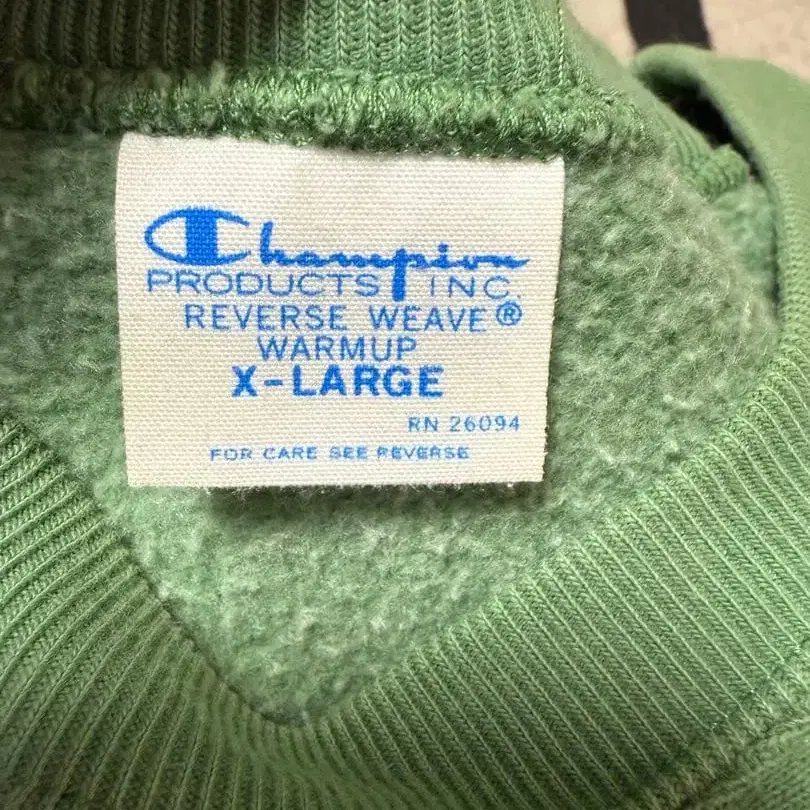 Champion
PRODUCTS INC.
REVERSE WEAVE®
WARMUP
X-LARGE
RN 26094
FOR CARE SEE REVERSE